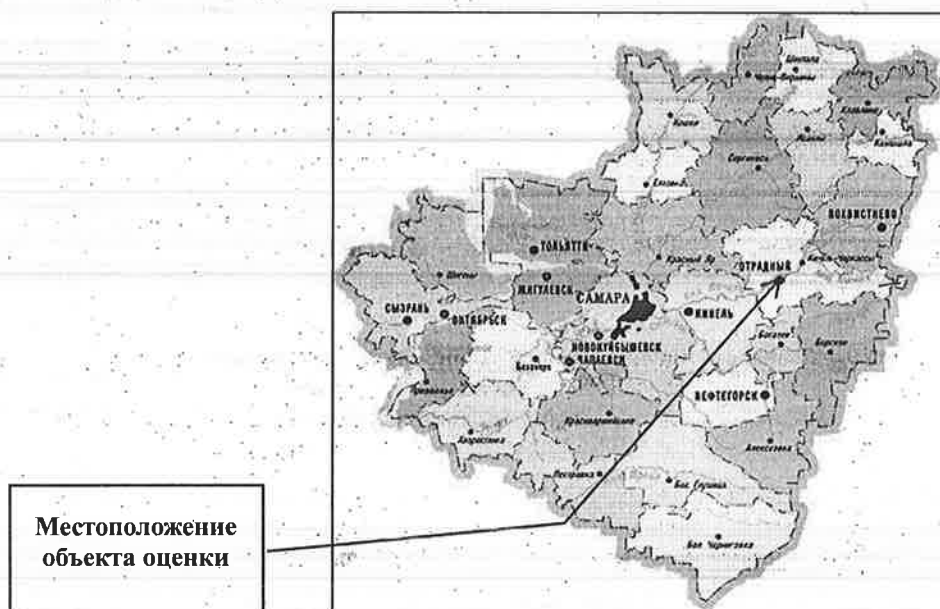 Шентала
Челно-Вершины
Кошки
Исаклы
Клявлино
Камышла
Сергиевск
Елховка
ПОХВИСТНЕВО
ТОЛЬЯТТИ
Красный Яр
Кинель-Черкассы
ОТРАДНЫЙ
Шигоны
ЖИГУЛЕВСК
САМАРА
СЫЗРАНЬ
ОКТЯБРЬСК
КИНЕЛЬ
НОВОКУЙБЫШЕВСК
ЧАПАЕВСК
Богатое
Борское
Безенчук
Приволжье
НЕФТЕГОРСК
Красноармейское
Хворостянка
Алексеевка
Пестравка
Бол. Глушица
Бол. Черниговка
Местоположение
объекта оценки